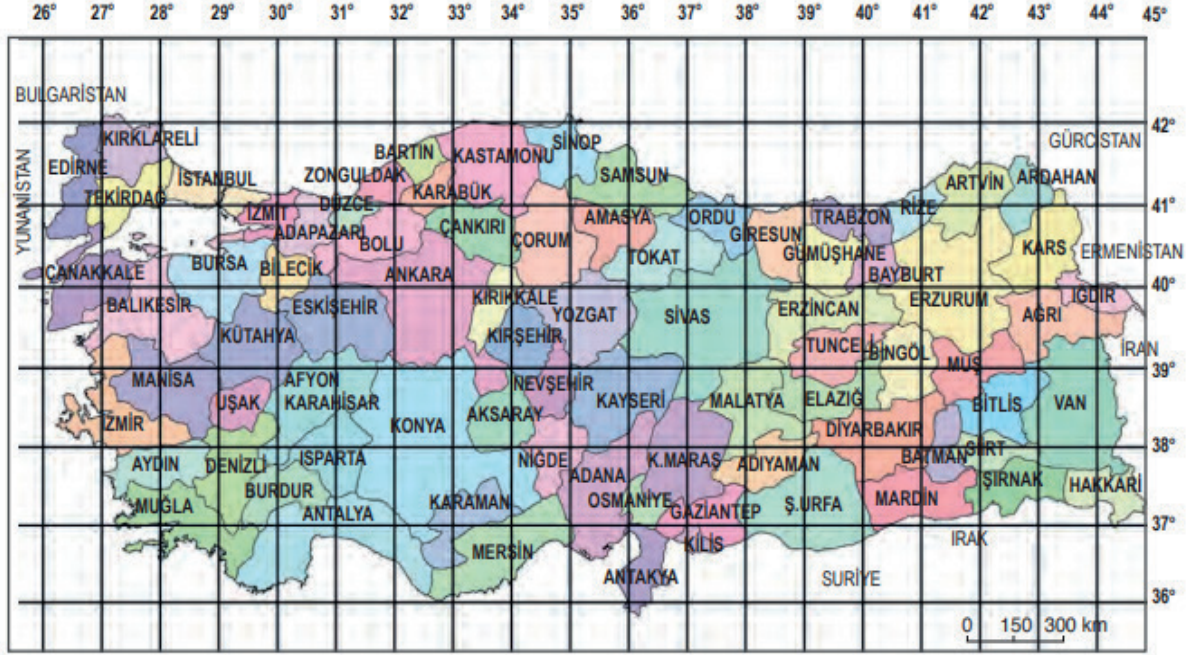 26° 27° 28° 29° 30° 31° 32° 33° 34° 35° 36° 37° 38° 39° 40° 41° 42° 43° 44° 45°
BULGARİSTAN
42°
KIRKLARELİ
SİNOP
GÜRCISTAN
BARTIN
KASTAMONU
EDİRNE
İSTANBUL
ZONGULDAK
SAMSUN
ARTVİN
ARDAHAN
YUNANİSTAN
TEKİRDAG
KARABÜK
41°
İZMİT
DÜZCE
AMASYA
ORDU
TRABZON
RİZE
ADAPAZARI
BOLU
ÇANKIRI
ÇORUM
GİRESUN
GÜMÜŞHANE
KARS
ERMENİSTAN
BURSA
BİLECİK
TOKAT
ÇANAKKALE
ANKARA
BAYBURT
40°
BALIKESİR
ESKİŞEHİR
KIRIKKALE
YOZGAT
SİVAS
ERZİNCAN
ERZURUM
IGDIR
AĞRI
KÜTAHYA
KIRŞEHİR
TUNCELİ
BİNGÖL
İRAN
MUŞ
39°
MANİSA
AFYON
KARAHİSAR
NEVŞEHİR
UŞAK
KAYSERİ
MALATYA
ELAZIĞ
BİTLİS
VAN
İZMİR
KONYA
AKSARAY
DİYARBAKIR
38°
SİİRT
BATMAN
AYDIN
DENİZLİ
ISPARTA
NİĞDE
ADANA
K.MARAŞ
ADIYAMAN
ŞIRNAK
HAKKARİ
MUĞLA
BURDUR
KARAMAN
OSMANİYE
Ş.URFA
MARDİN
ANTALYA
GAZİANTEP
37°
MERSİN
KİLİS
IRAK
ANTAKYA
SURİYE
36°
0 150 300 km